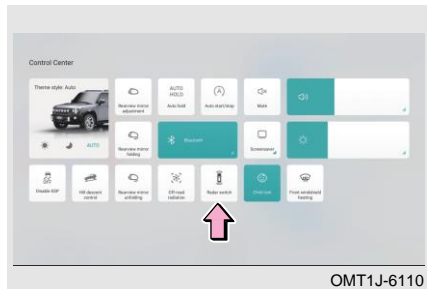 Control Center
Theme style: Auto
AUTO
Rearview mirror
adjustment
AUTO
HOLD
Auto hold
(A)
Auto start/stop
Mute
Rearview mirror
folding
Bluetooth
Screensaver
Disable ESP
Hill descent
control
Rearview mirror
unfolding
Off-road
radiation
Radar switch
Child lock
Front windshield
heating
OMT1J-6110